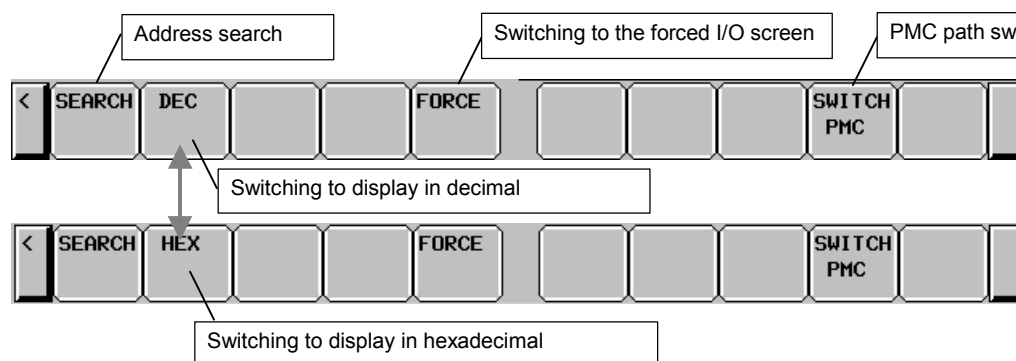 Address search
Switching to the forced I/O screen
PMC path sw
< SEARCH DEC FORCE SWITCH PMC
Switching to display in decimal
< SEARCH HEX FORCE SWITCH PMC
Switching to display in hexadecimal